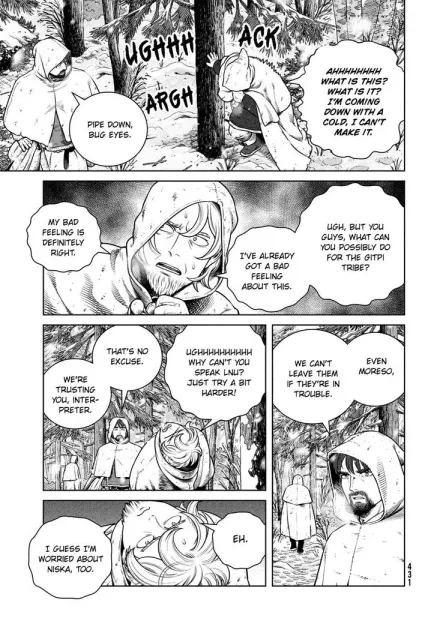 AHHHHHHH
WHAT IS THIS?
WHAT IS IT?
I'M COMING
DOWN WITH A
COLD, I CAN'T
MAKE IT.
ACK
UGHHH
ARGH
PIPE DOWN,
BUG EYES.
UGH, BUT YOU
GUYS, WHAT CAN
YOU POSSIBLY
DO FOR THE GITPI
TRIBE?
I'VE ALREADY
GOT A BAD
FEELING
ABOUT THIS.
MY BAD
FEELING IS
DEFINITELY
RIGHT.
EVEN
MORESO,
WE CAN'T
LEAVE THEM
IF THEY'RE IN
TROUBLE.
UGHHHHHHHHHH
WHY CAN'T YOU
SPEAK LNU?
JUST TRY A BIT
HARDER!
THAT'S NO
EXCUSE.
WE'RE
TRUSTING
YOU, INTER-
PRETER.
EH.
I GUESS I'M
WORRIED ABOUT
NISKA, TOO.
431